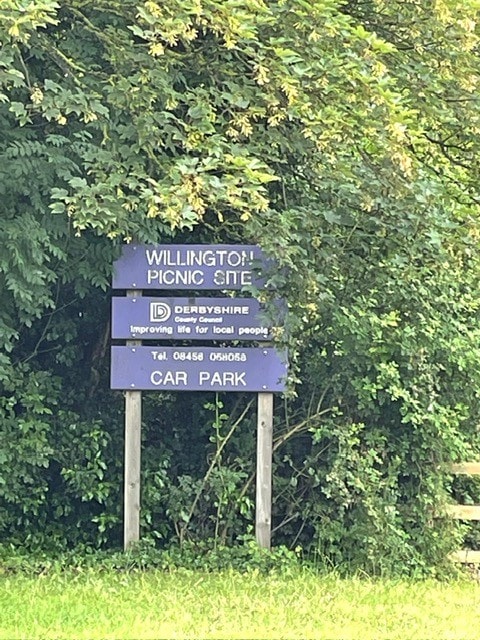 WILLINGTON
PICNIC SITE
DERBYSHIRE
County Council
Improving life for local people
Tel. 08456 058058
CAR PARK